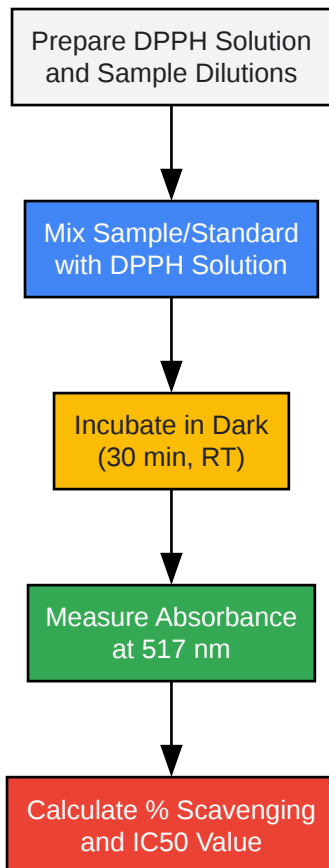 Prepare DPPH Solution
and Sample Dilutions
Mix Sample/Standard
with DPPH Solution
Incubate in Dark
(30 min, RT)
Measure Absorbance
at 517 nm
Calculate % Scavenging
and IC50 Value